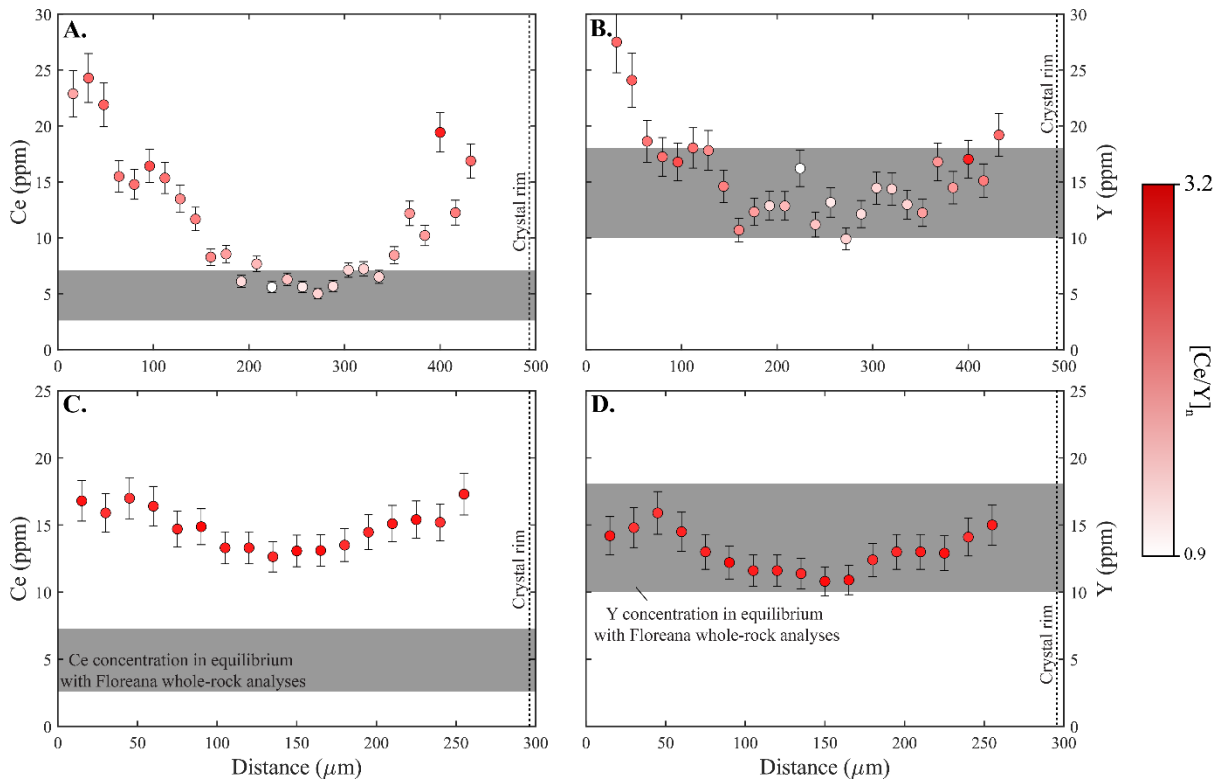 A.
30
25
20
15
10
5
0
Ce (ppm)
0 100 200 300 400 500
Crystal rim
B.
30
25
20
15
10
5
0
Y (ppm)
0 100 200 300 400 500
Crystal rim
C.
25
20
15
10
5
0
Ce (ppm)
Ce concentration in equilibrium
with Floreana whole-rock analyses
0 50 100 150 200 250 300
Distance (μm)
Crystal rim
D.
25
20
15
10
5
0
Y (ppm)
Y concentration in equilibrium
with Floreana whole-rock analyses
0 50 100 150 200 250 300
Distance (μm)
Crystal rim
3.2
[Ce/Y]n
0.9